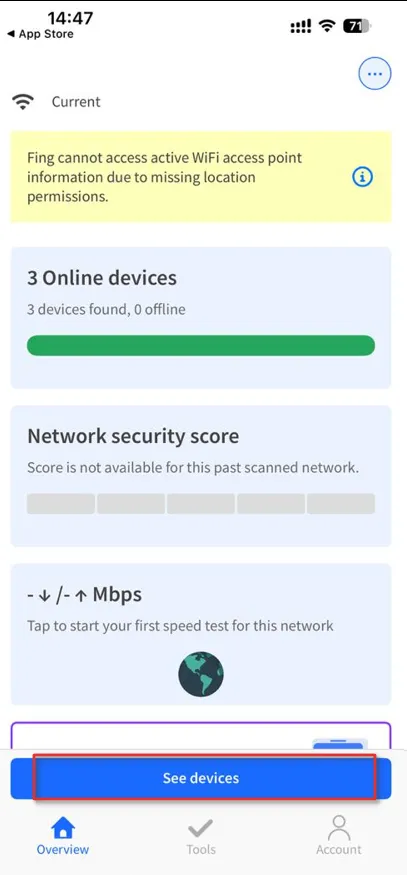 14:47
App Store
71
Current
Fing cannot access active WiFi access point
information due to missing location
permissions.
3 Online devices
3 devices found, 0 offline
Network security score
Score is not available for this past scanned network.
- ↓ /- ↑ Mbps
Tap to start your first speed test for this network
See devices
Overview
Tools
Account